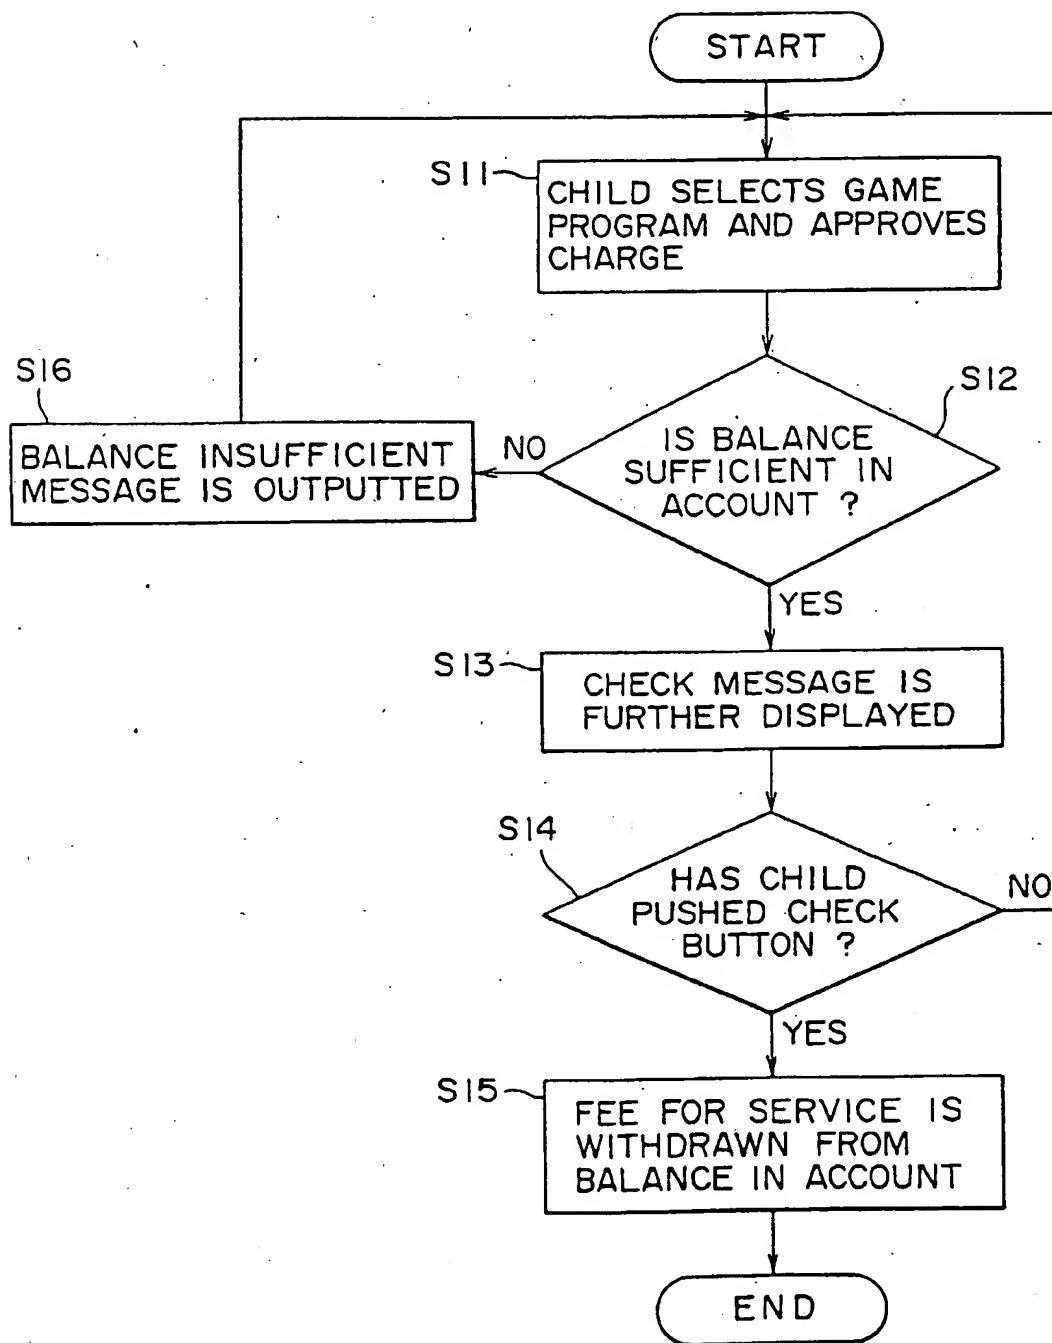 START
S11
CHILD SELECTS GAME
PROGRAM AND APPROVES
CHARGE
S16
BALANCE INSUFFICIENT
MESSAGE IS OUTPUTTED
NO
S12
IS BALANCE
SUFFICIENT IN
ACCOUNT ?
YES
S13
CHECK MESSAGE IS
FURTHER DISPLAYED
S14
HAS CHILD
PUSHED CHECK
BUTTON ?
NO
YES
S15
FEE FOR SERVICE IS
WITHDRAWN FROM
BALANCE IN ACCOUNT
END